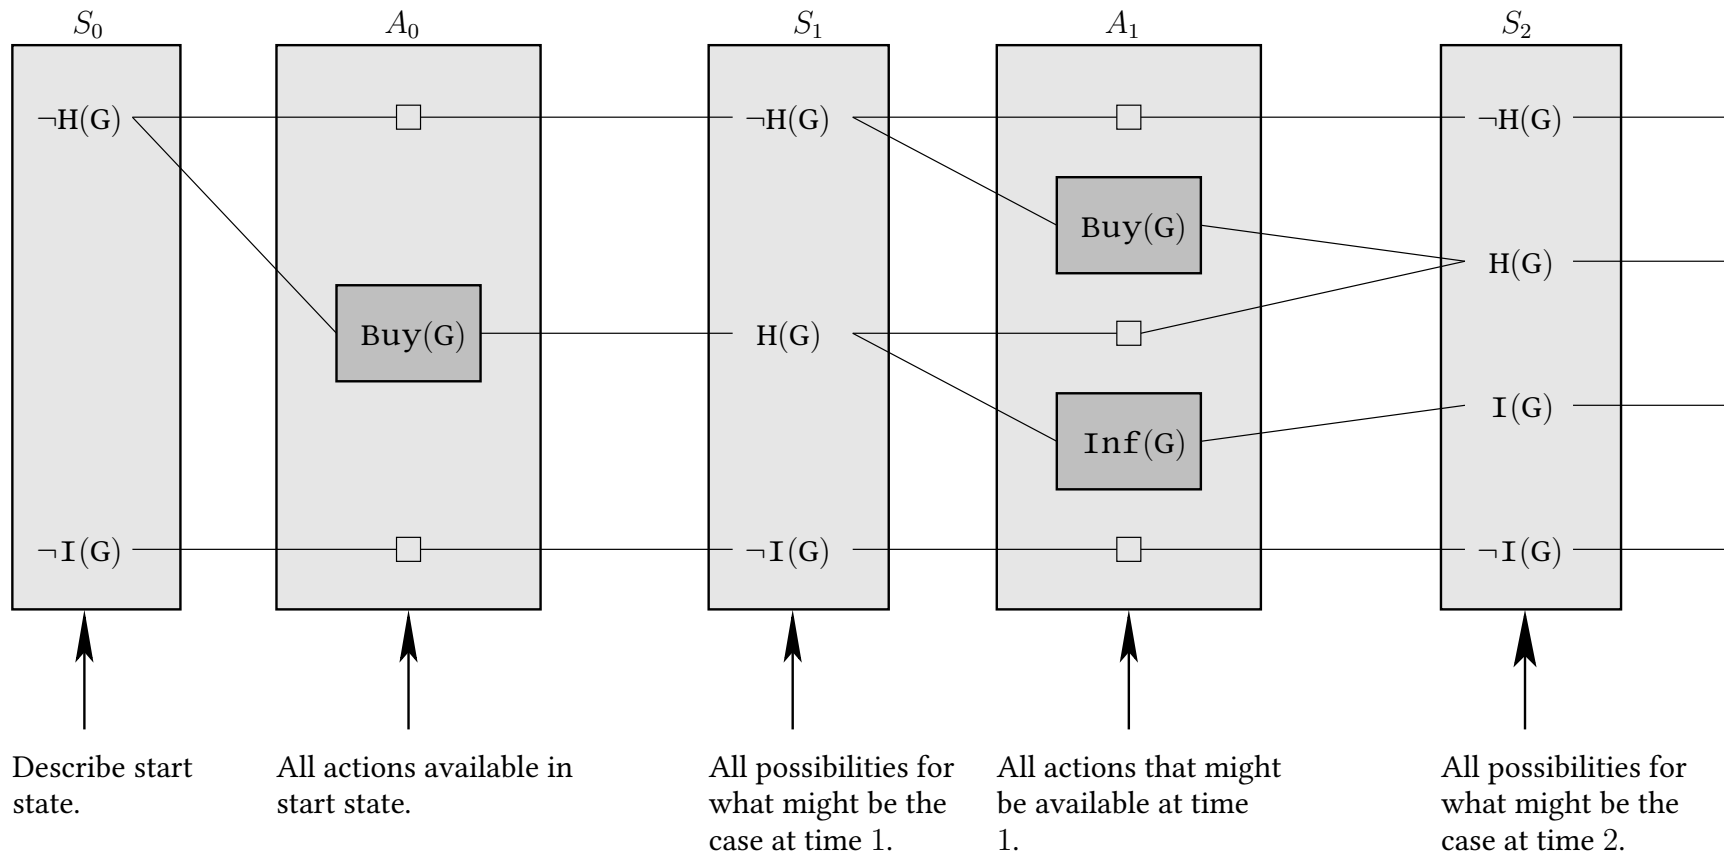 S₀ A₀ S₁ A₁ S₂
¬H(G) ¬H(G) ¬H(G)
Buy(G)
H(G)
Buy(G) H(G)
I(G)
Inf(G)
¬I(G) ¬I(G) ¬I(G)
Describe start
state.
All actions available in
start state.
All possibilities for
what might be the
case at time 1.
All actions that might
be available at time
1.
All possibilities for
what might be the
case at time 2.